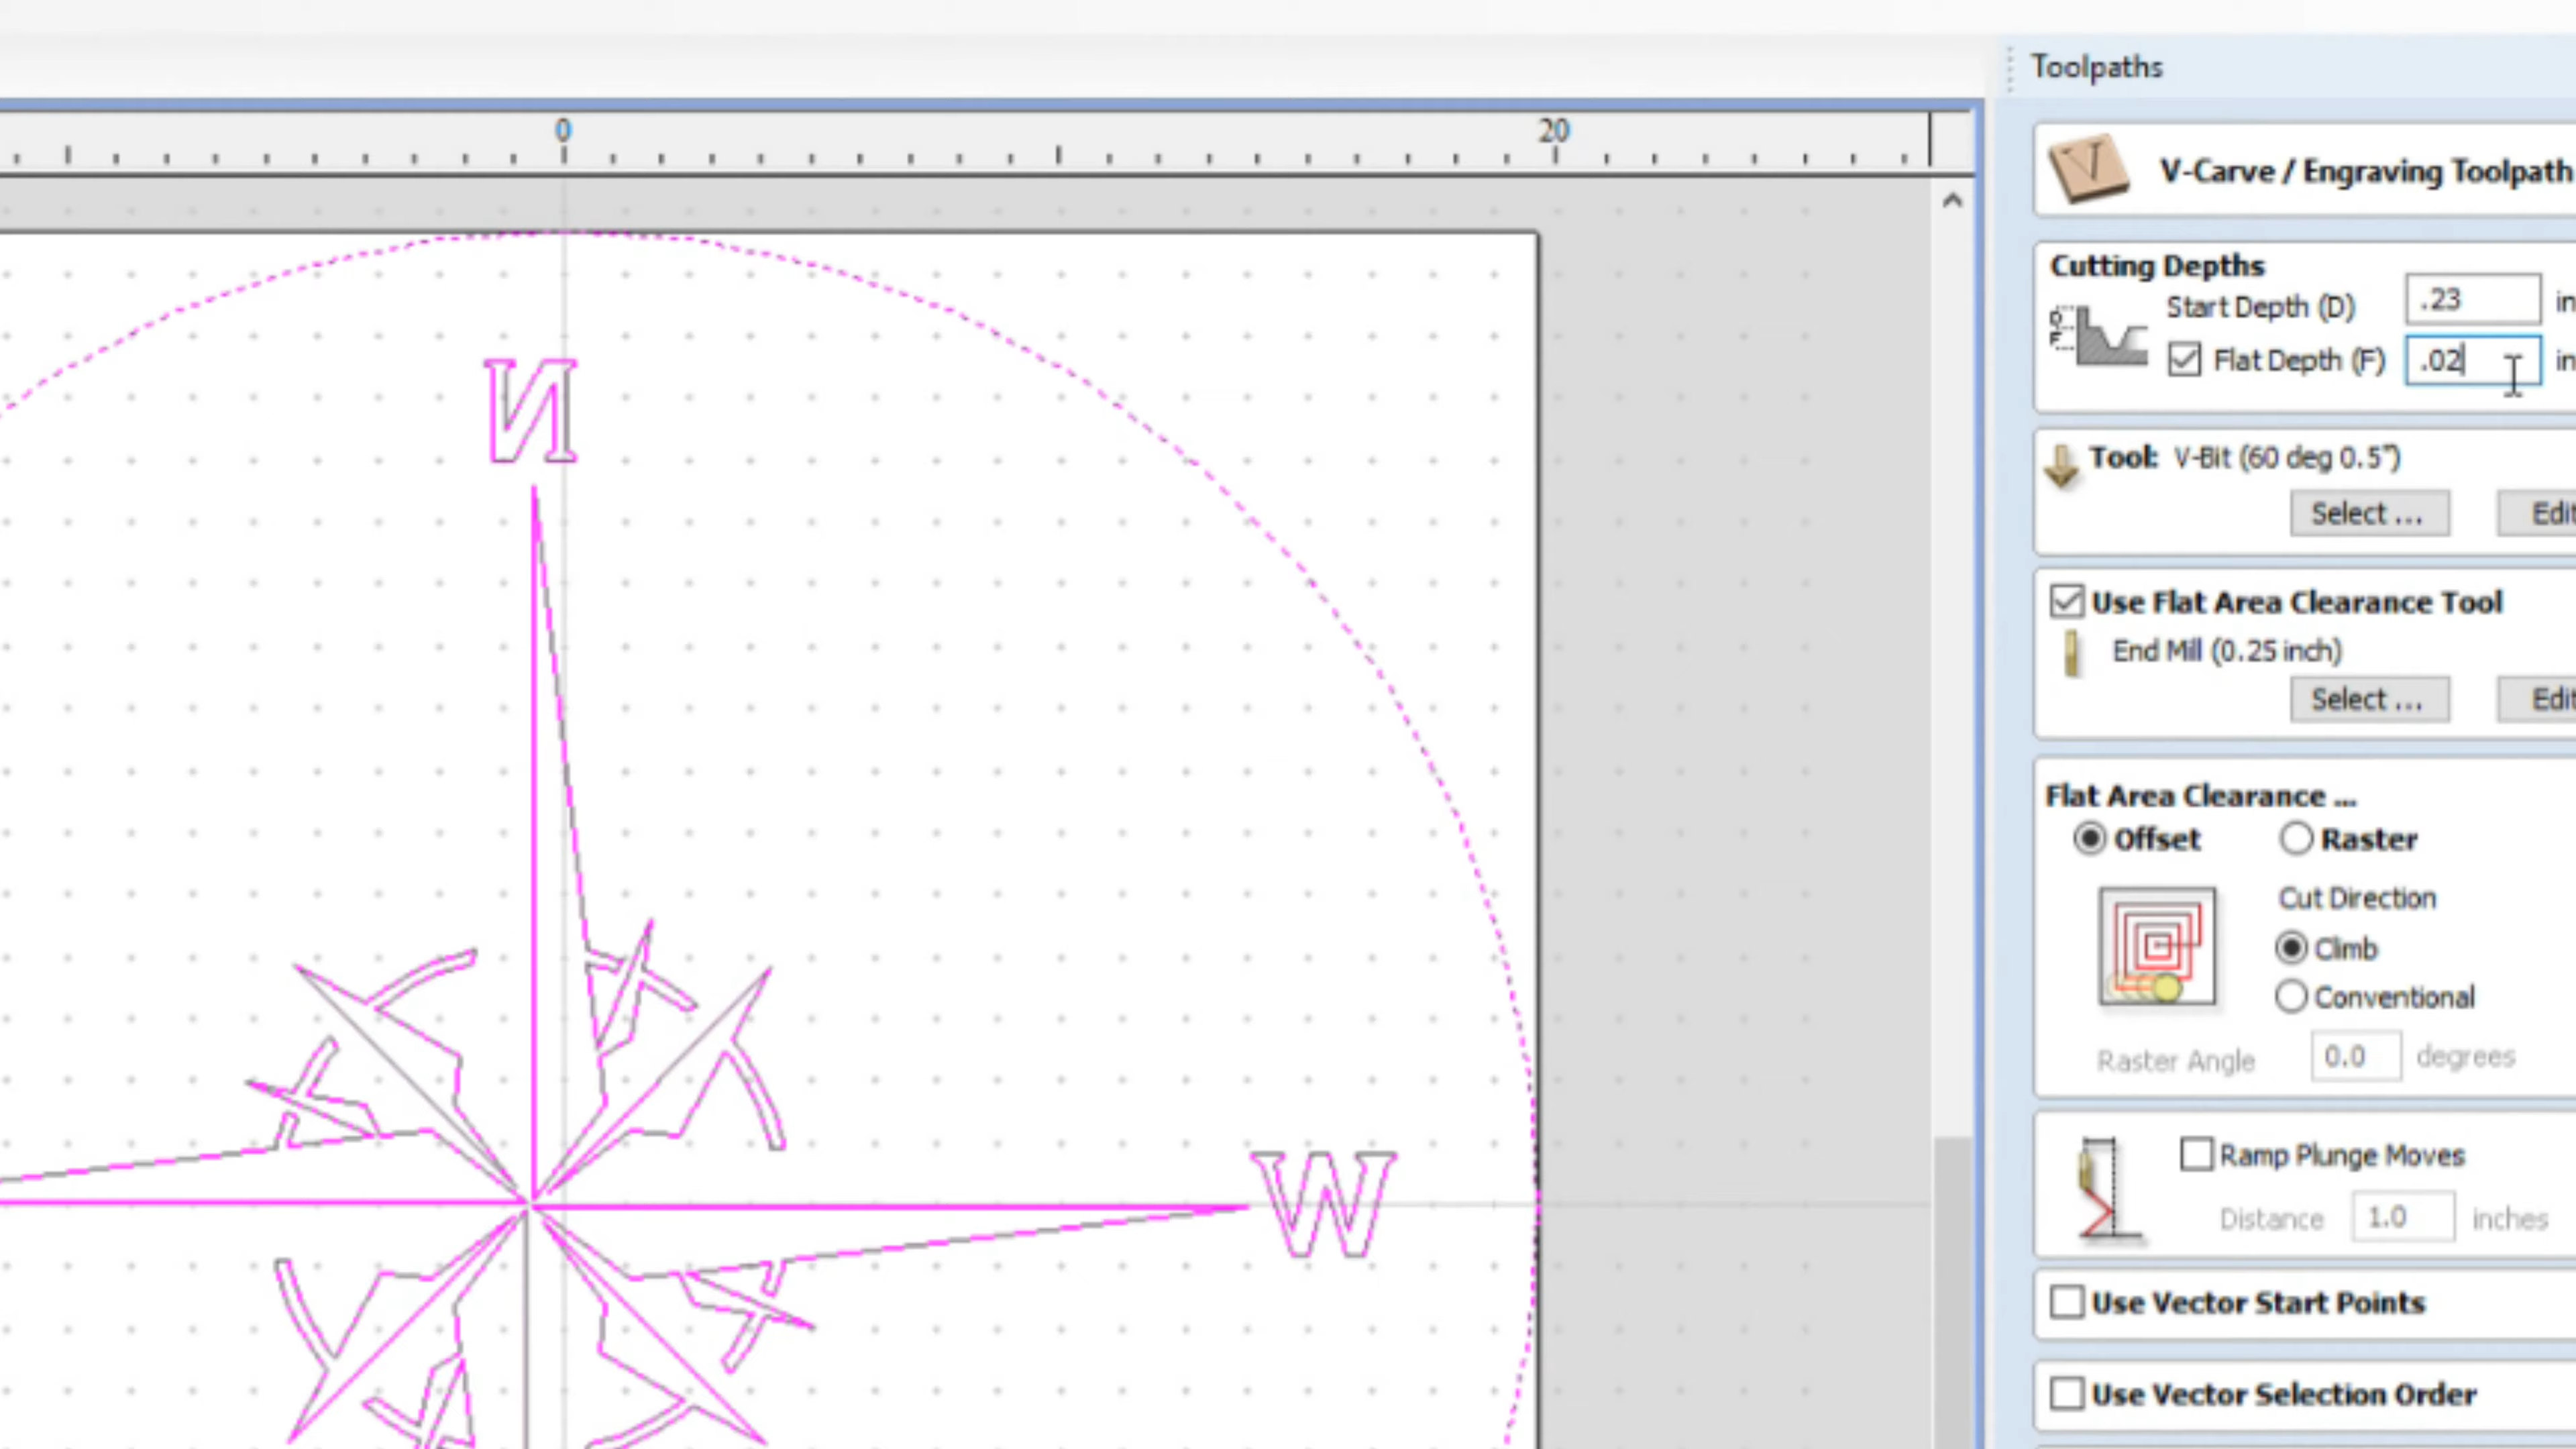 Toolpaths
0 20
V-Carve / Engraving Toolpath
Cutting Depths
Start Depth (D) .23 in
Flat Depth (F) .02 in
D
F
Tool: V-Bit (60 deg 0.5")
Select ... Edit
Use Flat Area Clearance Tool
End Mill (0.25 inch)
Select ... Edit
Flat Area Clearance ...
Offset Raster
Cut Direction
Climb
Conventional
Raster Angle 0.0 degrees
Ramp Plunge Moves
Distance 1.0 inches
Use Vector Start Points
Use Vector Selection Order
N
W